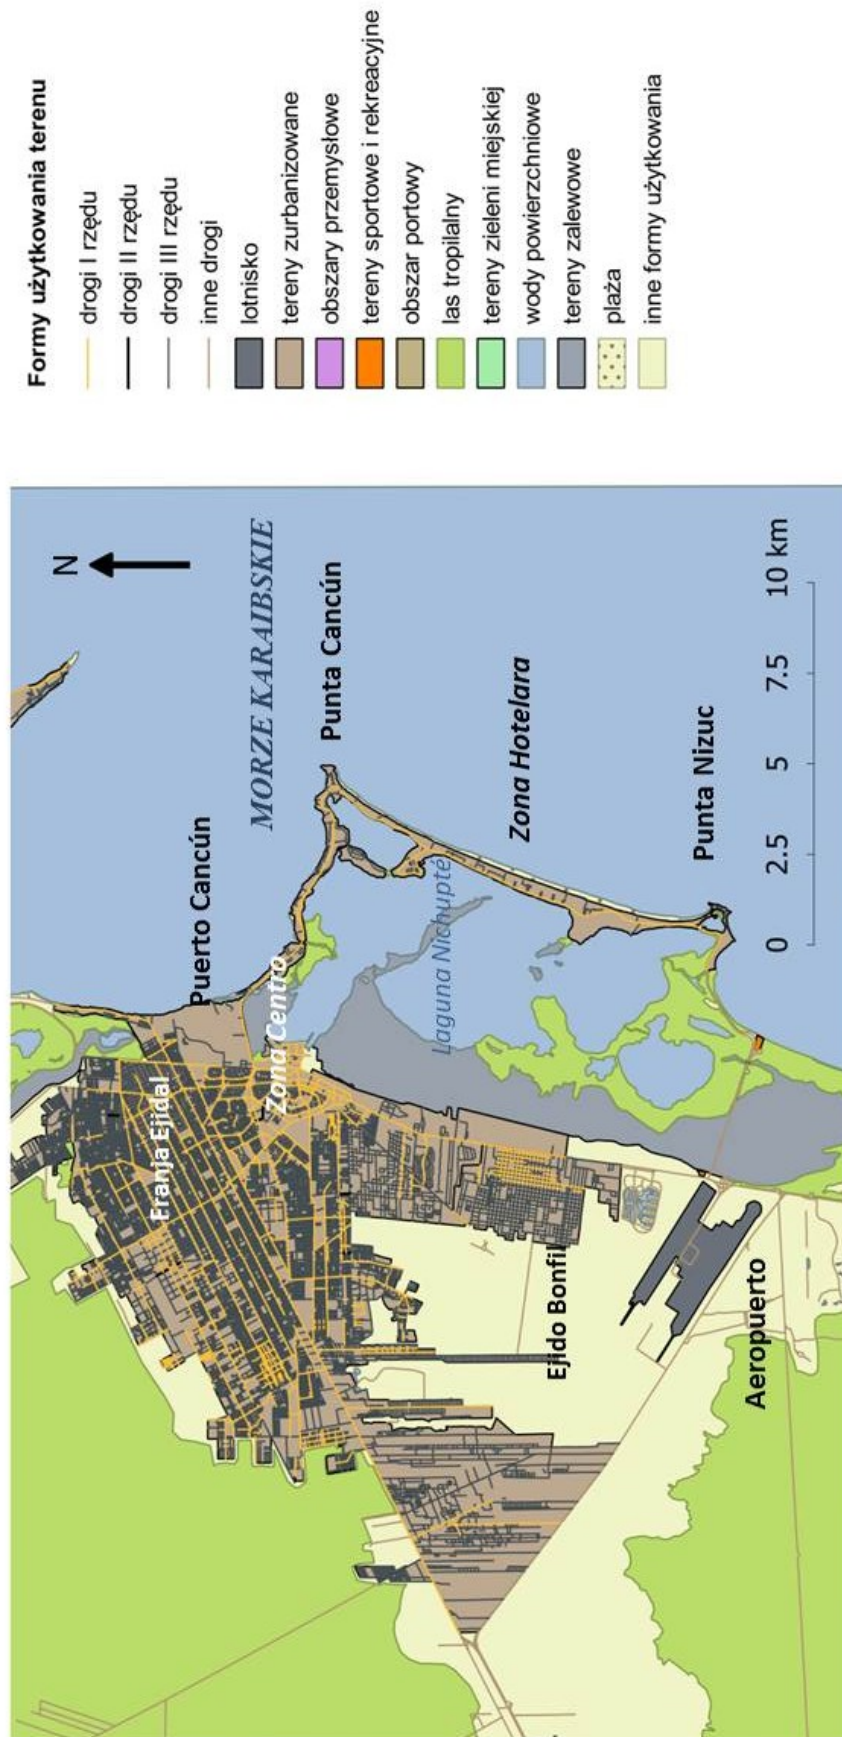 Formy użytkowania terenu
drogi I rzędu
drogi II rzędu
drogi III rzędu
inne drogi
lotnisko
tereny zurbanizowane
obszary przemysłowe
tereny sportowe i rekreacyjne
obszar portowy
las tropilalny
tereny zieleni miejskiej
wody powierzchniowe
tereny zalewowe
plaża
inne formy użytkowania
N
MORZE KARAIBSKIE
Puerto Cancún
Punta Cancún
Franja Ejidal
Zona Centro
Laguna Nichupté
Zona Hotelara
Ejido Bonfil
Punta Nizuc
Aeropuerto
0 2.5 5 7.5 10 km